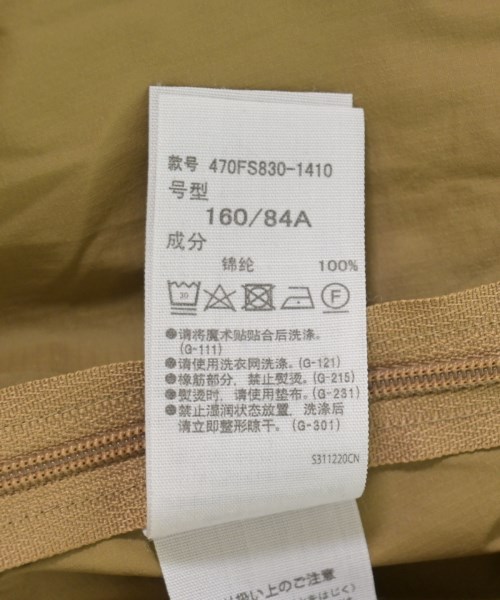 款号 470FS830-1410
号型
160/84A
成分
锦纶 100%
30
F
●请将魔术贴贴合后洗涤。
(G-111)
●请使用洗衣网洗涤。(G-121)
●橡筋部分，禁止熨烫。(G-215)
●熨烫时，请使用垫布。(G-231)
●禁止湿润状态放置，洗涤后
请立即整形晾干。(G-301)
S311220CN
り扱い上のご注意